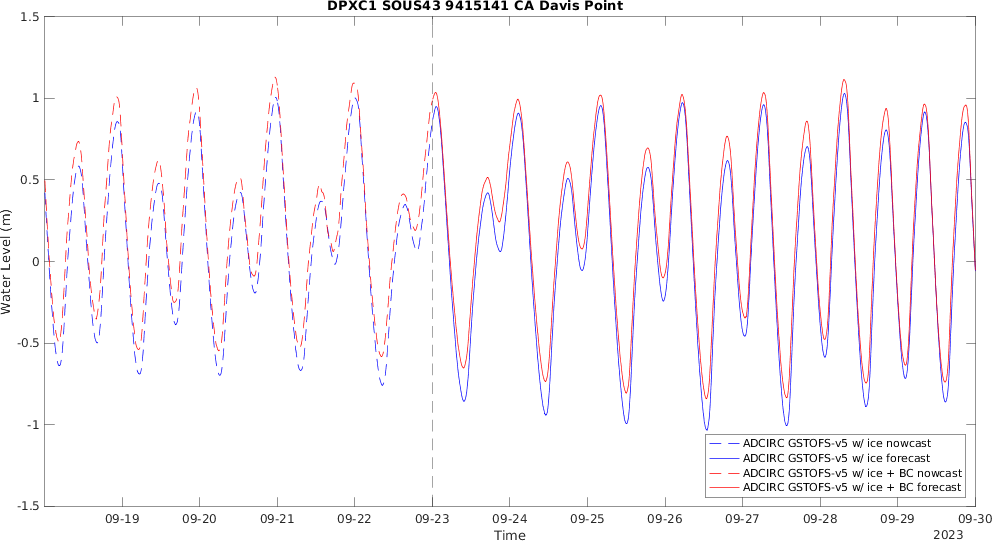 DPXC1 SOUS43 9415141 CA Davis Point
Water Level (m)
1.5
1
0.5
0
-0.5
-1
-1.5
ADCIRC GSTOFS-v5 w/ ice nowcast
ADCIRC GSTOFS-v5 w/ ice forecast
ADCIRC GSTOFS-v5 w/ ice + BC nowcast
ADCIRC GSTOFS-v5 w/ ice + BC forecast
09-19 09-20 09-21 09-22 09-23 09-24 09-25 09-26 09-27 09-28 09-29 09-30
Time
2023